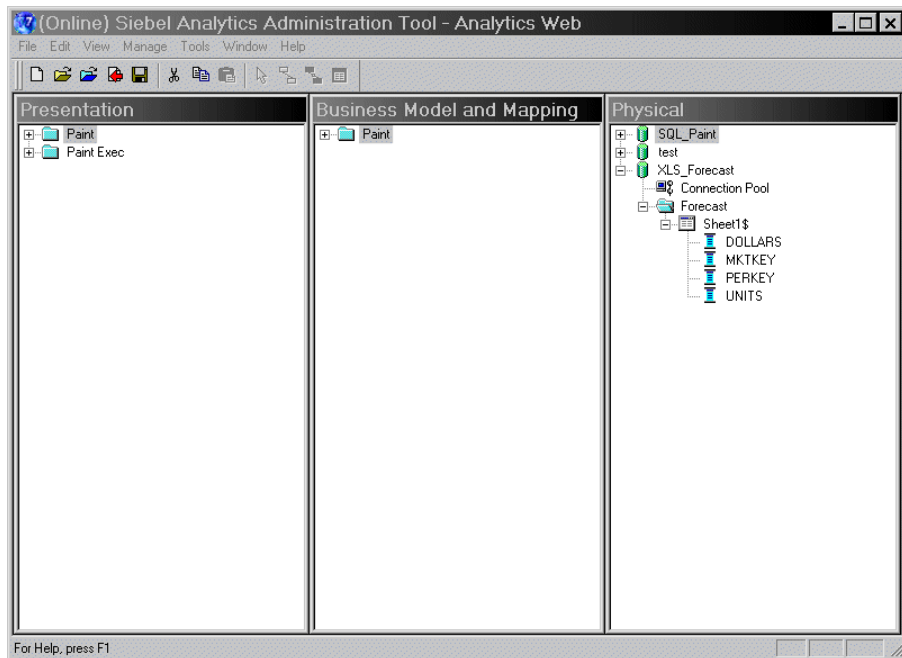 (Online) Siebel Analytics Administration Tool - Analytics Web
File Edit View Manage Tools Window Help
Presentation
Paint
Paint Exec
Business Model and Mapping
Paint
Physical
SQL_Paint
test
XLS_Forecast
Connection Pool
Forecast
Sheet1$
DOLLARS
MKTKEY
PERKEY
UNITS
For Help, press F1